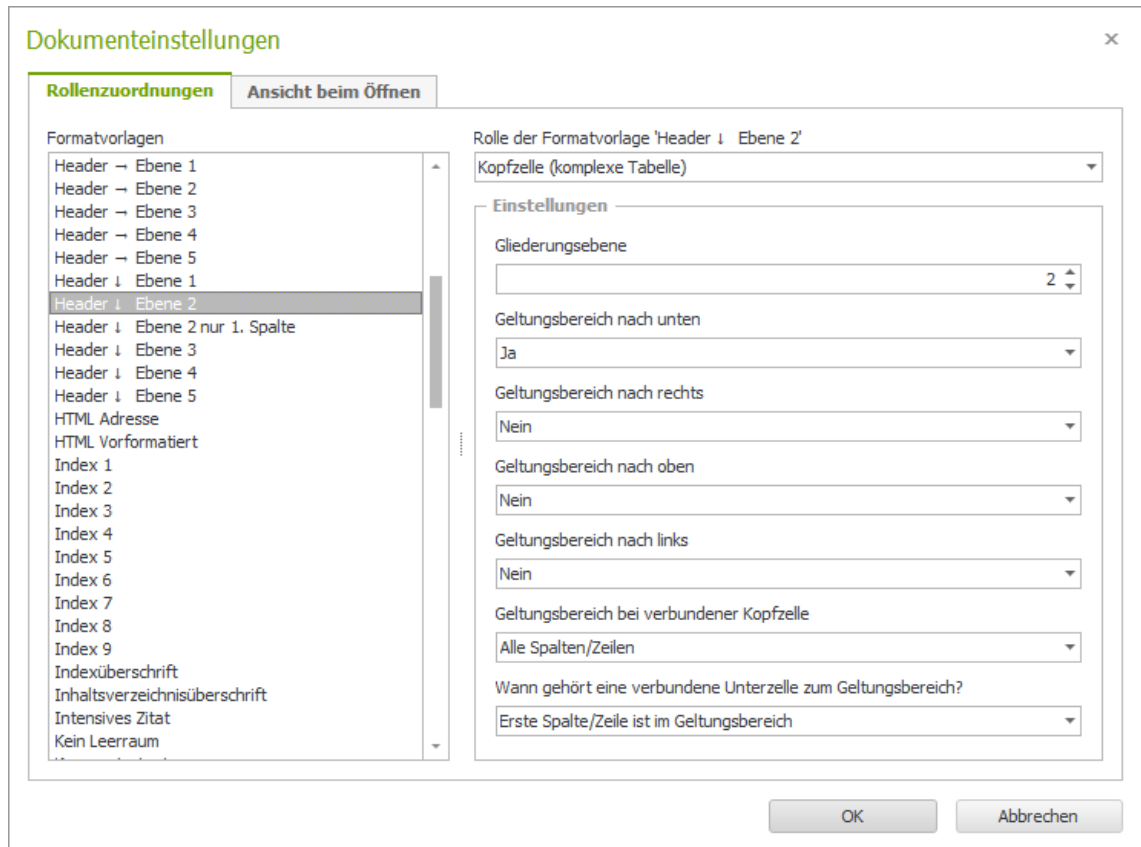 Dokumenteinstellungen
Rollenzuordnungen
Ansicht beim Öffnen
Formatvorlagen
Header → Ebene 1
Header → Ebene 2
Header → Ebene 3
Header → Ebene 4
Header → Ebene 5
Header ↓ Ebene 1
Header ↓ Ebene 2
Header ↓ Ebene 2 nur 1. Spalte
Header ↓ Ebene 3
Header ↓ Ebene 4
Header ↓ Ebene 5
HTML Adresse
HTML Vorformatiert
Index 1
Index 2
Index 3
Index 4
Index 5
Index 6
Index 7
Index 8
Index 9
Indexüberschrift
Inhaltsverzeichnisüberschrift
Intensives Zitat
Kein Leerraum
Rolle der Formatvorlage 'Header ↓ Ebene 2'
Kopfzelle (komplexe Tabelle)
Einstellungen
Gliederungsebene
2
Geltungsbereich nach unten
Ja
Geltungsbereich nach rechts
Nein
Geltungsbereich nach oben
Nein
Geltungsbereich nach links
Nein
Geltungsbereich bei verbundener Kopfzelle
Alle Spalten/Zeilen
Wann gehört eine verbundene Unterzelle zum Geltungsbereich?
Erste Spalte/Zeile ist im Geltungsbereich
OK
Abbrechen